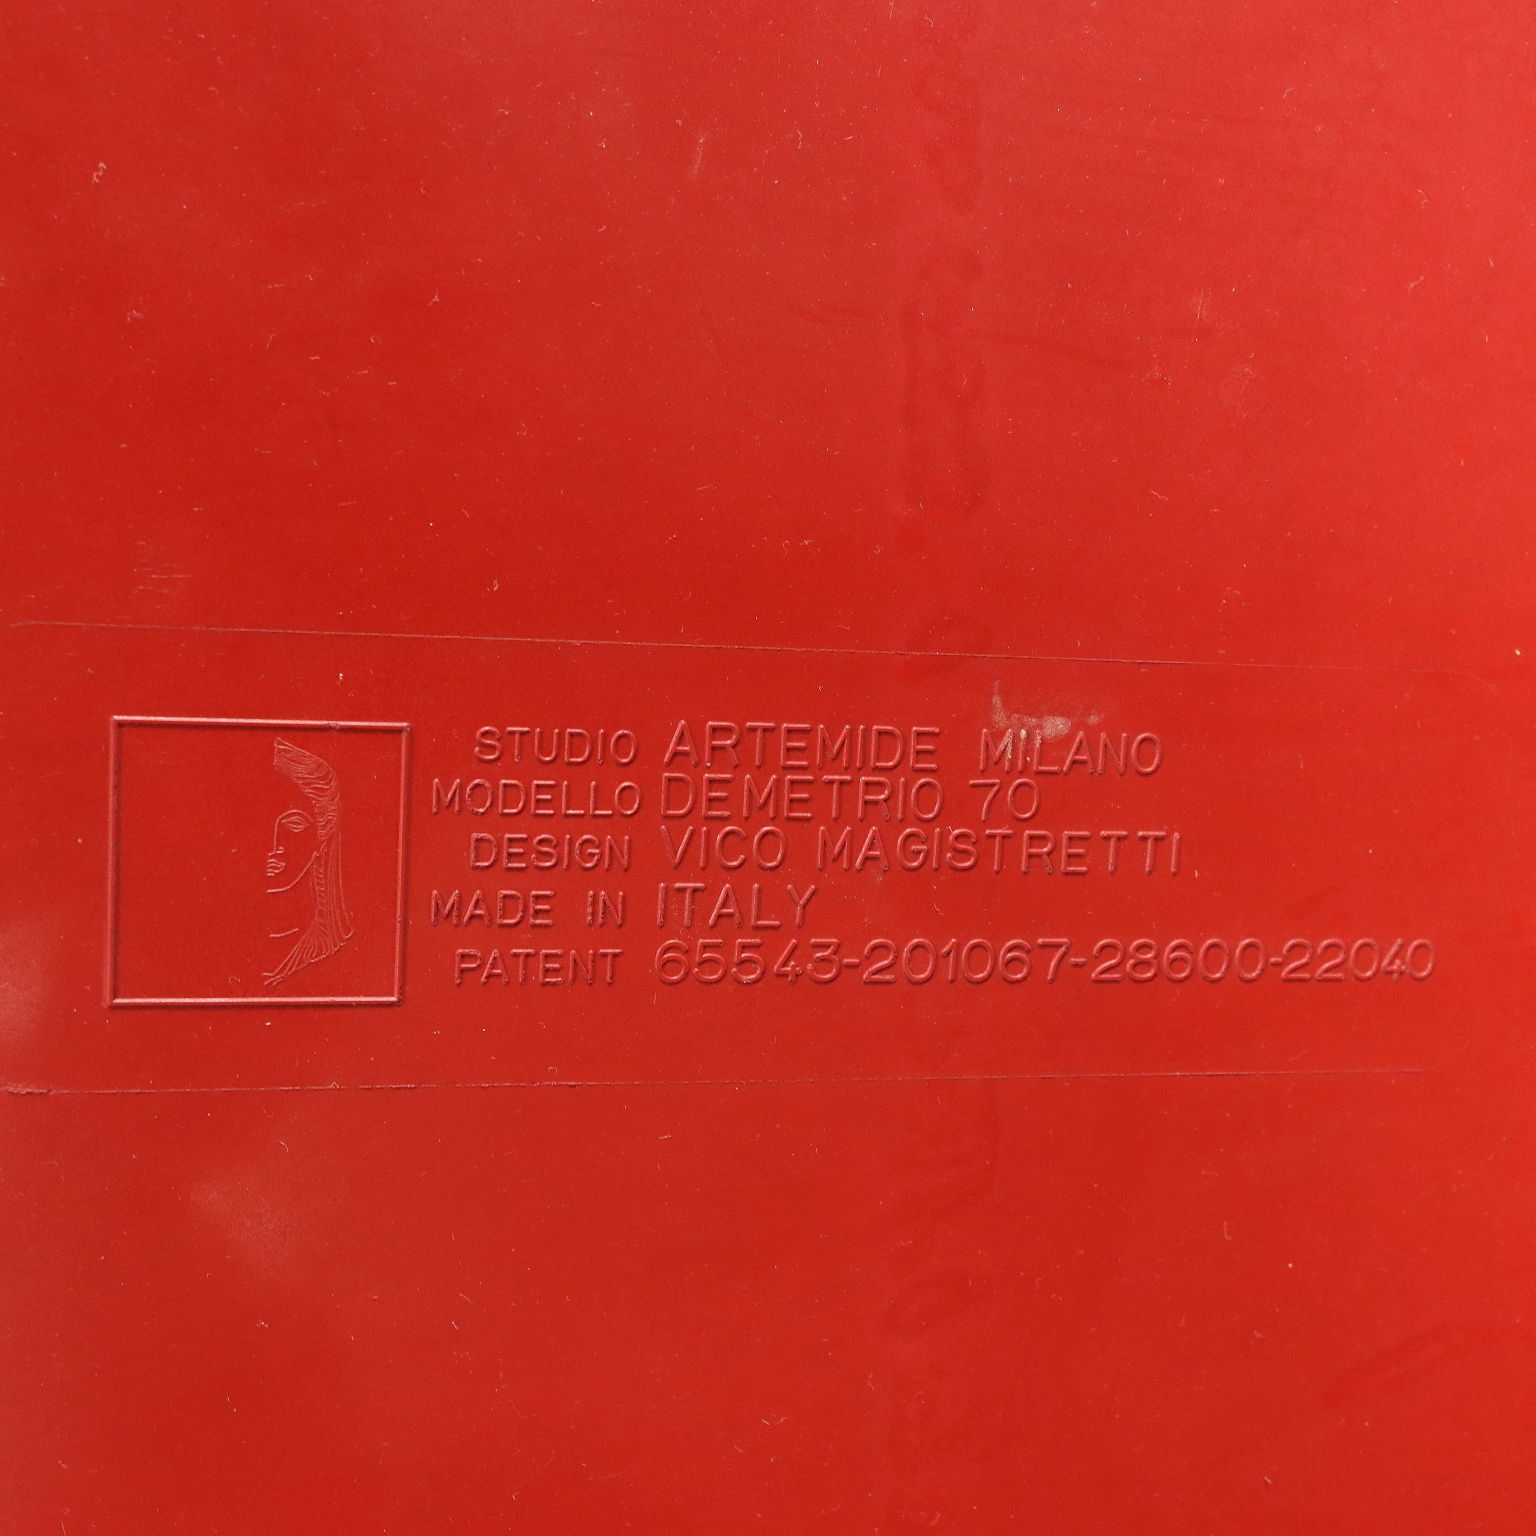 STUDIO ARTEMIDE MILANO
MODELLO DEMETRIO 70
DESIGN VICO MAGISTRETTI
MADE IN ITALY
PATENT 65543-201067-28600-22040